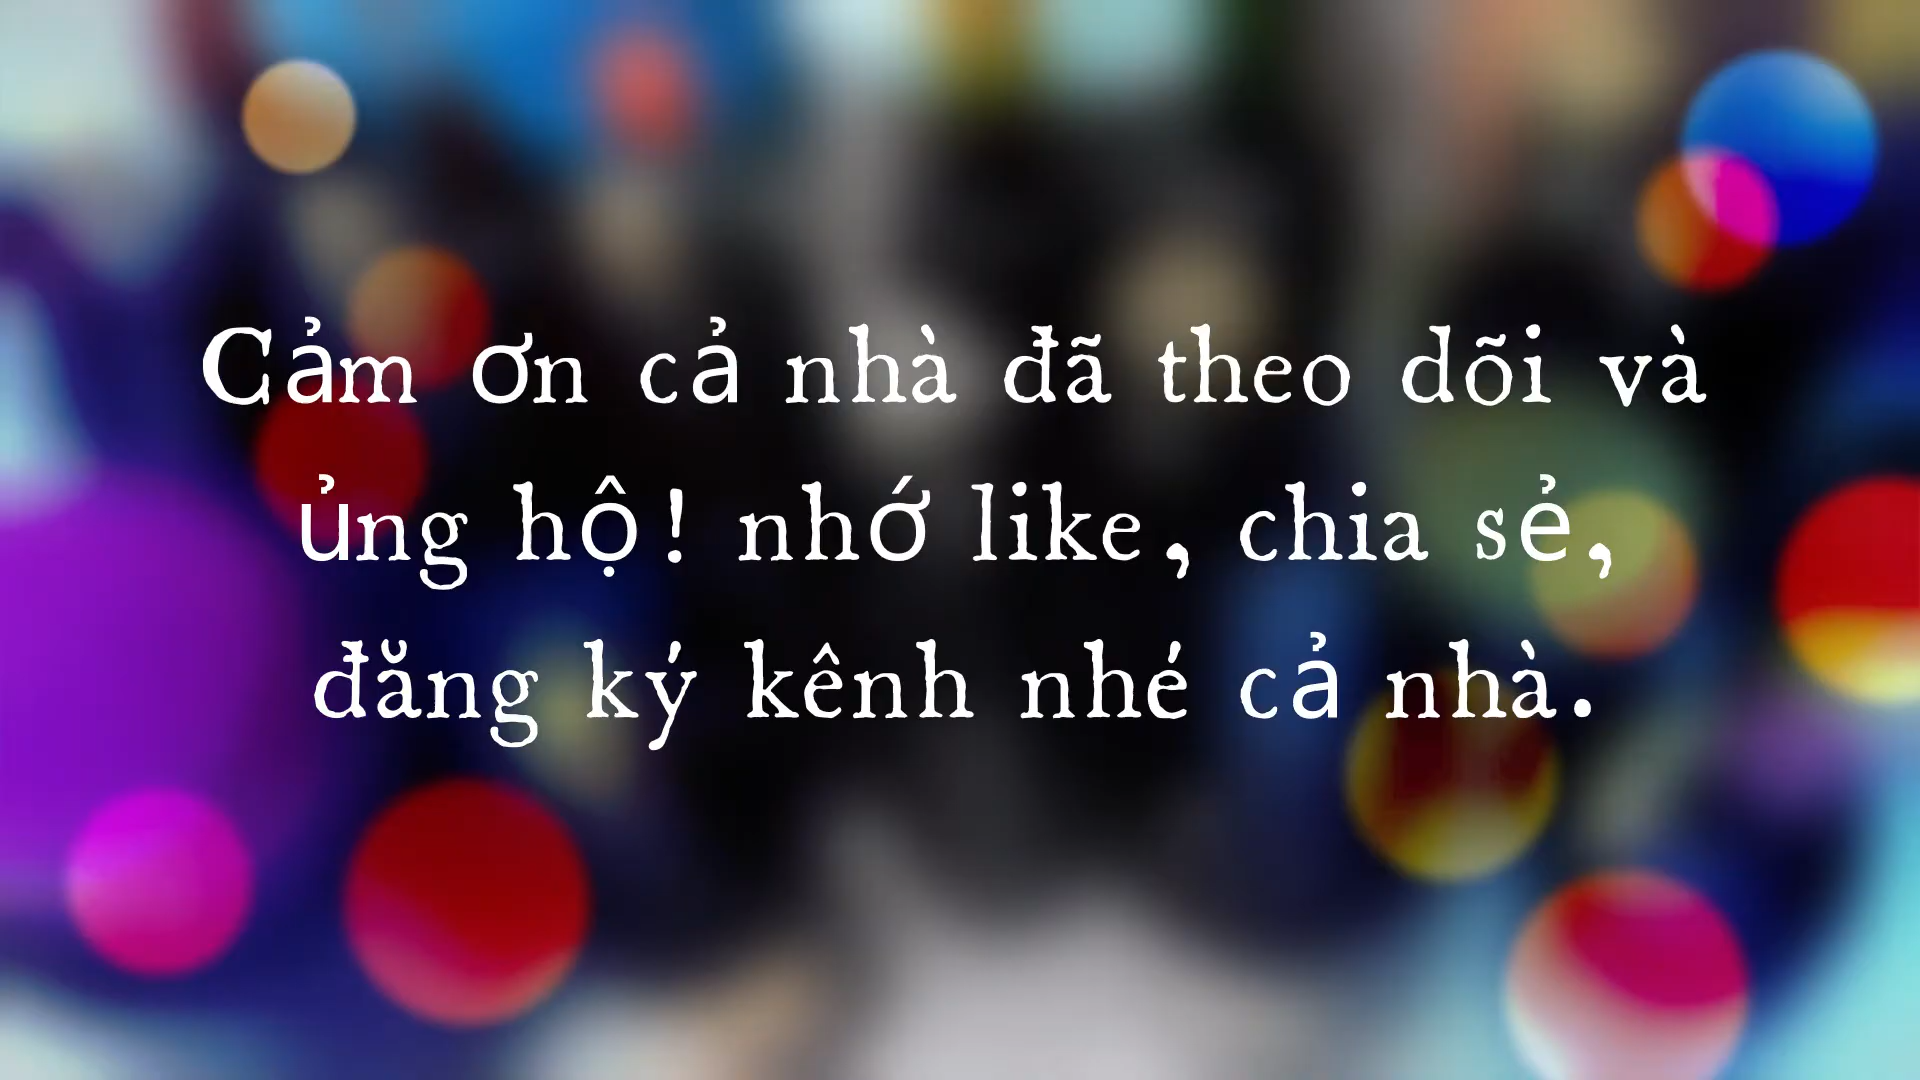 Cảm ơn cả nhà đã theo dõi và
ủng hộ! nhớ like, chia sẻ,
đăng ký kênh nhé cả nhà.